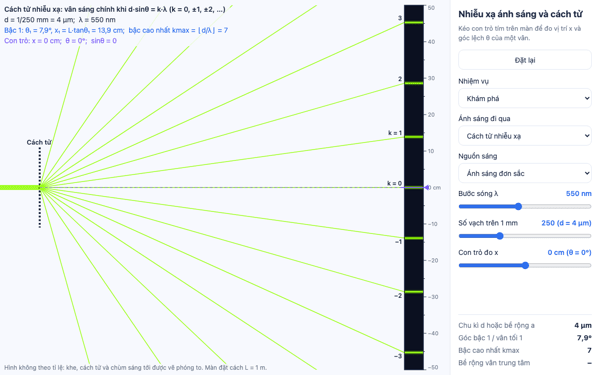 Cách tử nhiễu xạ: vân sáng chính khi d·sinθ = k·λ (k = 0, ±1, ±2, …)
d = 1/250 mm = 4 µm; λ = 550 nm
Bậc 1: θ₁ = 7,9°, x₁ = L·tanθ₁ = 13,9 cm; bậc cao nhất kmax = ⌊d/λ⌋ = 7
Con trỏ: x = 0 cm; θ = 0°; sinθ = 0
Cách tử
3
2
k = 1
k = 0
−1
−2
−3
50
40
30
20
10
0 cm
−10
−20
−30
−40
−50
Hình không theo tỉ lệ: khe, cách tử và chùm sáng tới được vẽ phóng to. Màn đặt cách L = 1 m.
Nhiễu xạ ánh sáng và cách tử
Kéo con trỏ tím trên màn để đo vị trí x và
góc lệch θ của một vân.
Đặt lại
Nhiệm vụ
Khám phá
Ánh sáng đi qua
Cách tử nhiễu xạ
Nguồn sáng
Ánh sáng đơn sắc
Bước sóng λ 550 nm
Số vạch trên 1 mm 250 (d = 4 µm)
Con trỏ đo x 0 cm (θ = 0°)
Chu kì d hoặc bề rộng a 4 µm
Góc bậc 1 / vân tối 1 7,9°
Bậc cao nhất kmax 7
Bề rộng vân trung tâm –